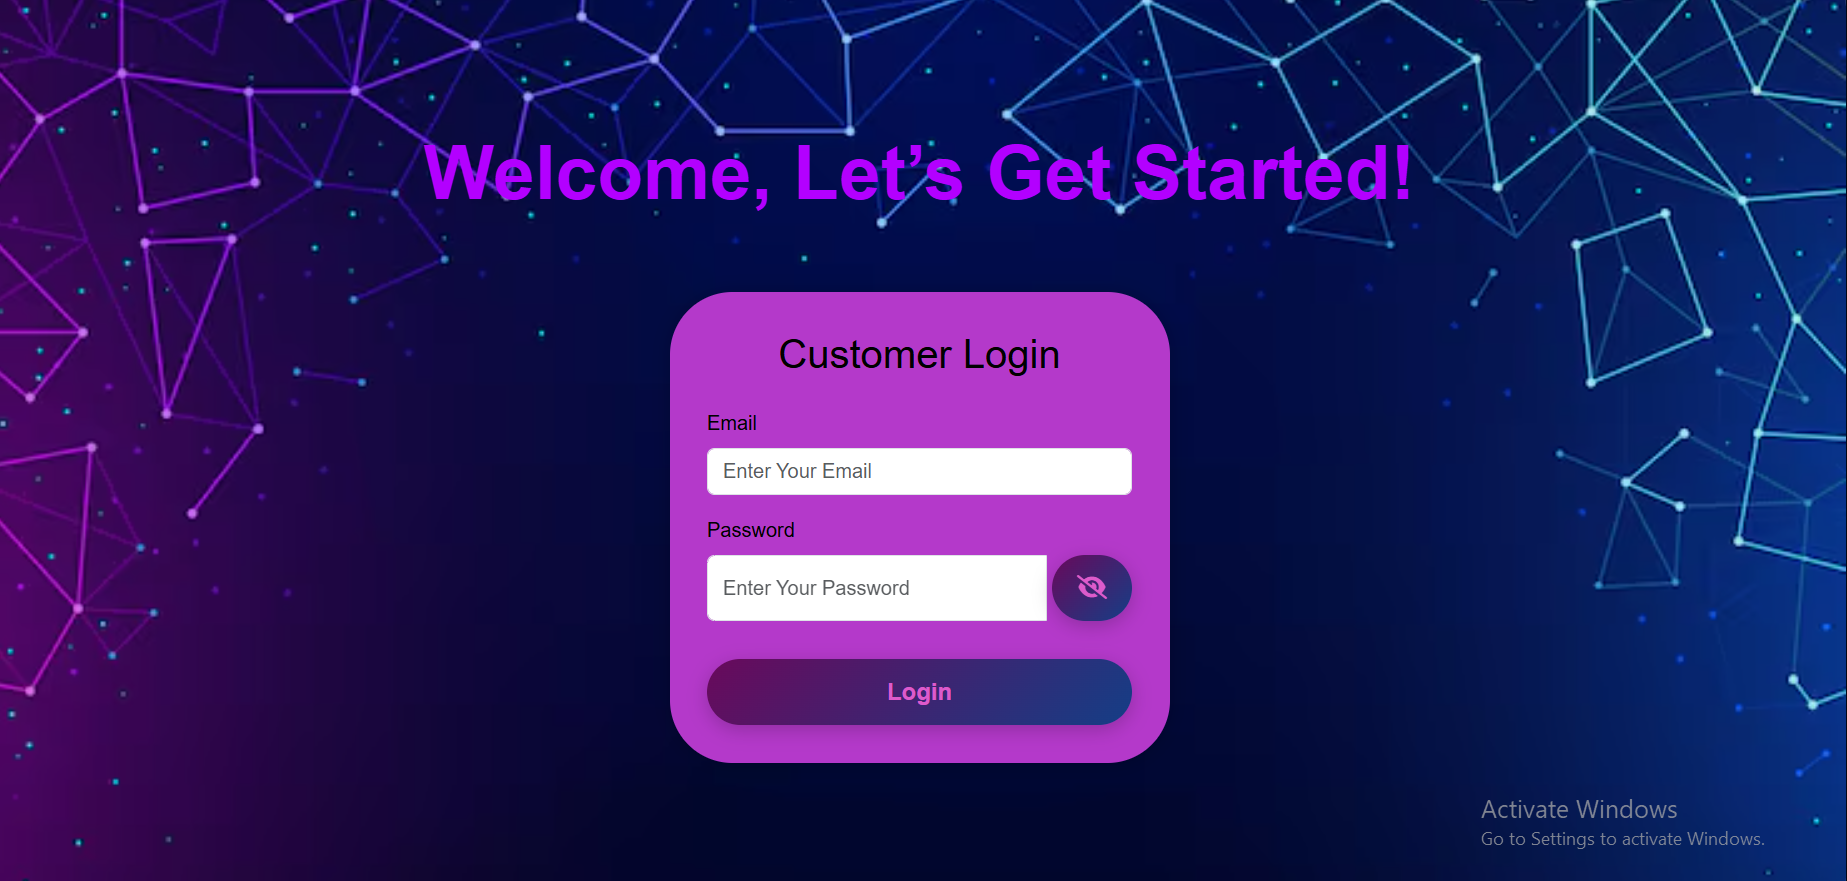 Welcome, Let’s Get Started!
Customer Login
Email
Enter Your Email
Password
Enter Your Password
Login
Activate Windows
Go to Settings to activate Windows.